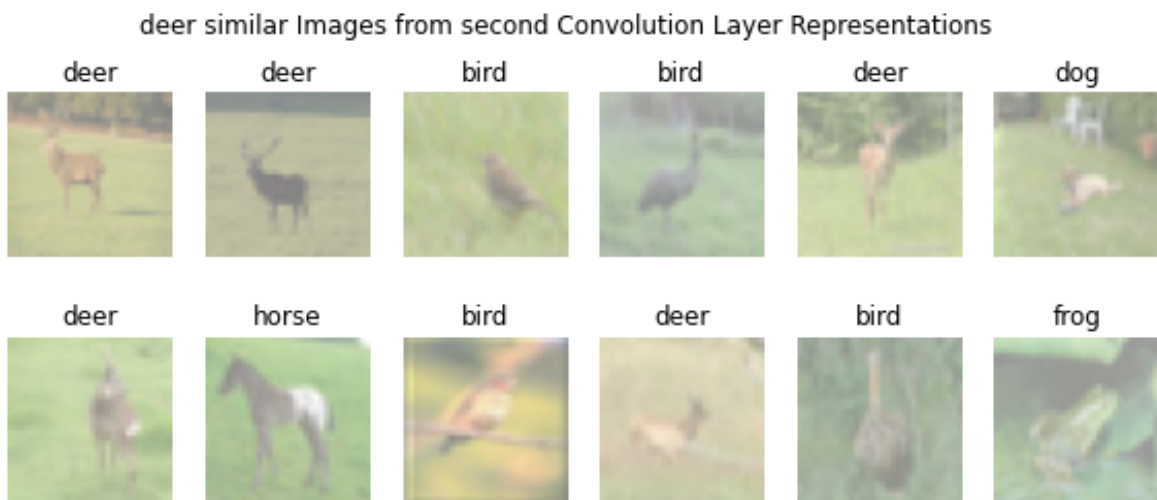 deer similar Images from second Convolution Layer Representations
deer deer bird bird deer dog
deer horse bird deer bird frog